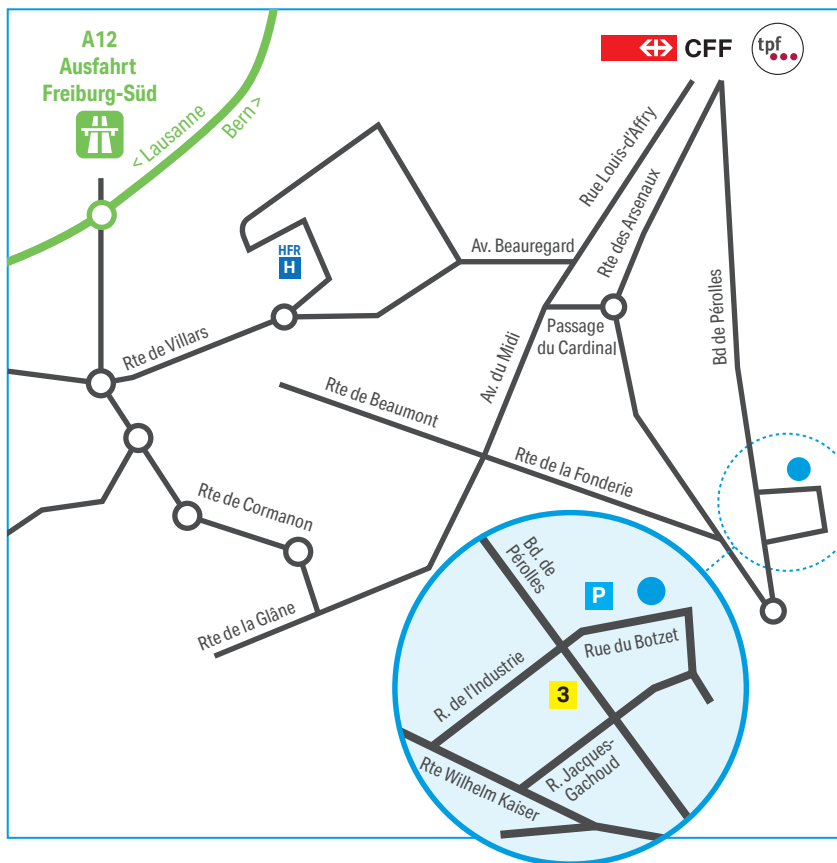 A12
Ausfahrt
Freiburg-Süd
< Lausanne
Bern >
CFF
tpf
Rue Louis-d'Affry
Rte des Arsenaux
HFR
H
Av. Beauregard
Bd de Pérolles
Passage
du Cardinal
Rte de Villars
Av. du Midi
Rte de Beaumont
Rte de la Fonderie
Rte de Cormanon
Rte de la Glâne
Bd. de
Pérolles
P
Rue du Botzet
R. de l'Industrie
3
R. Jacques-
Gachoud
Rte Wilhelm Kaiser